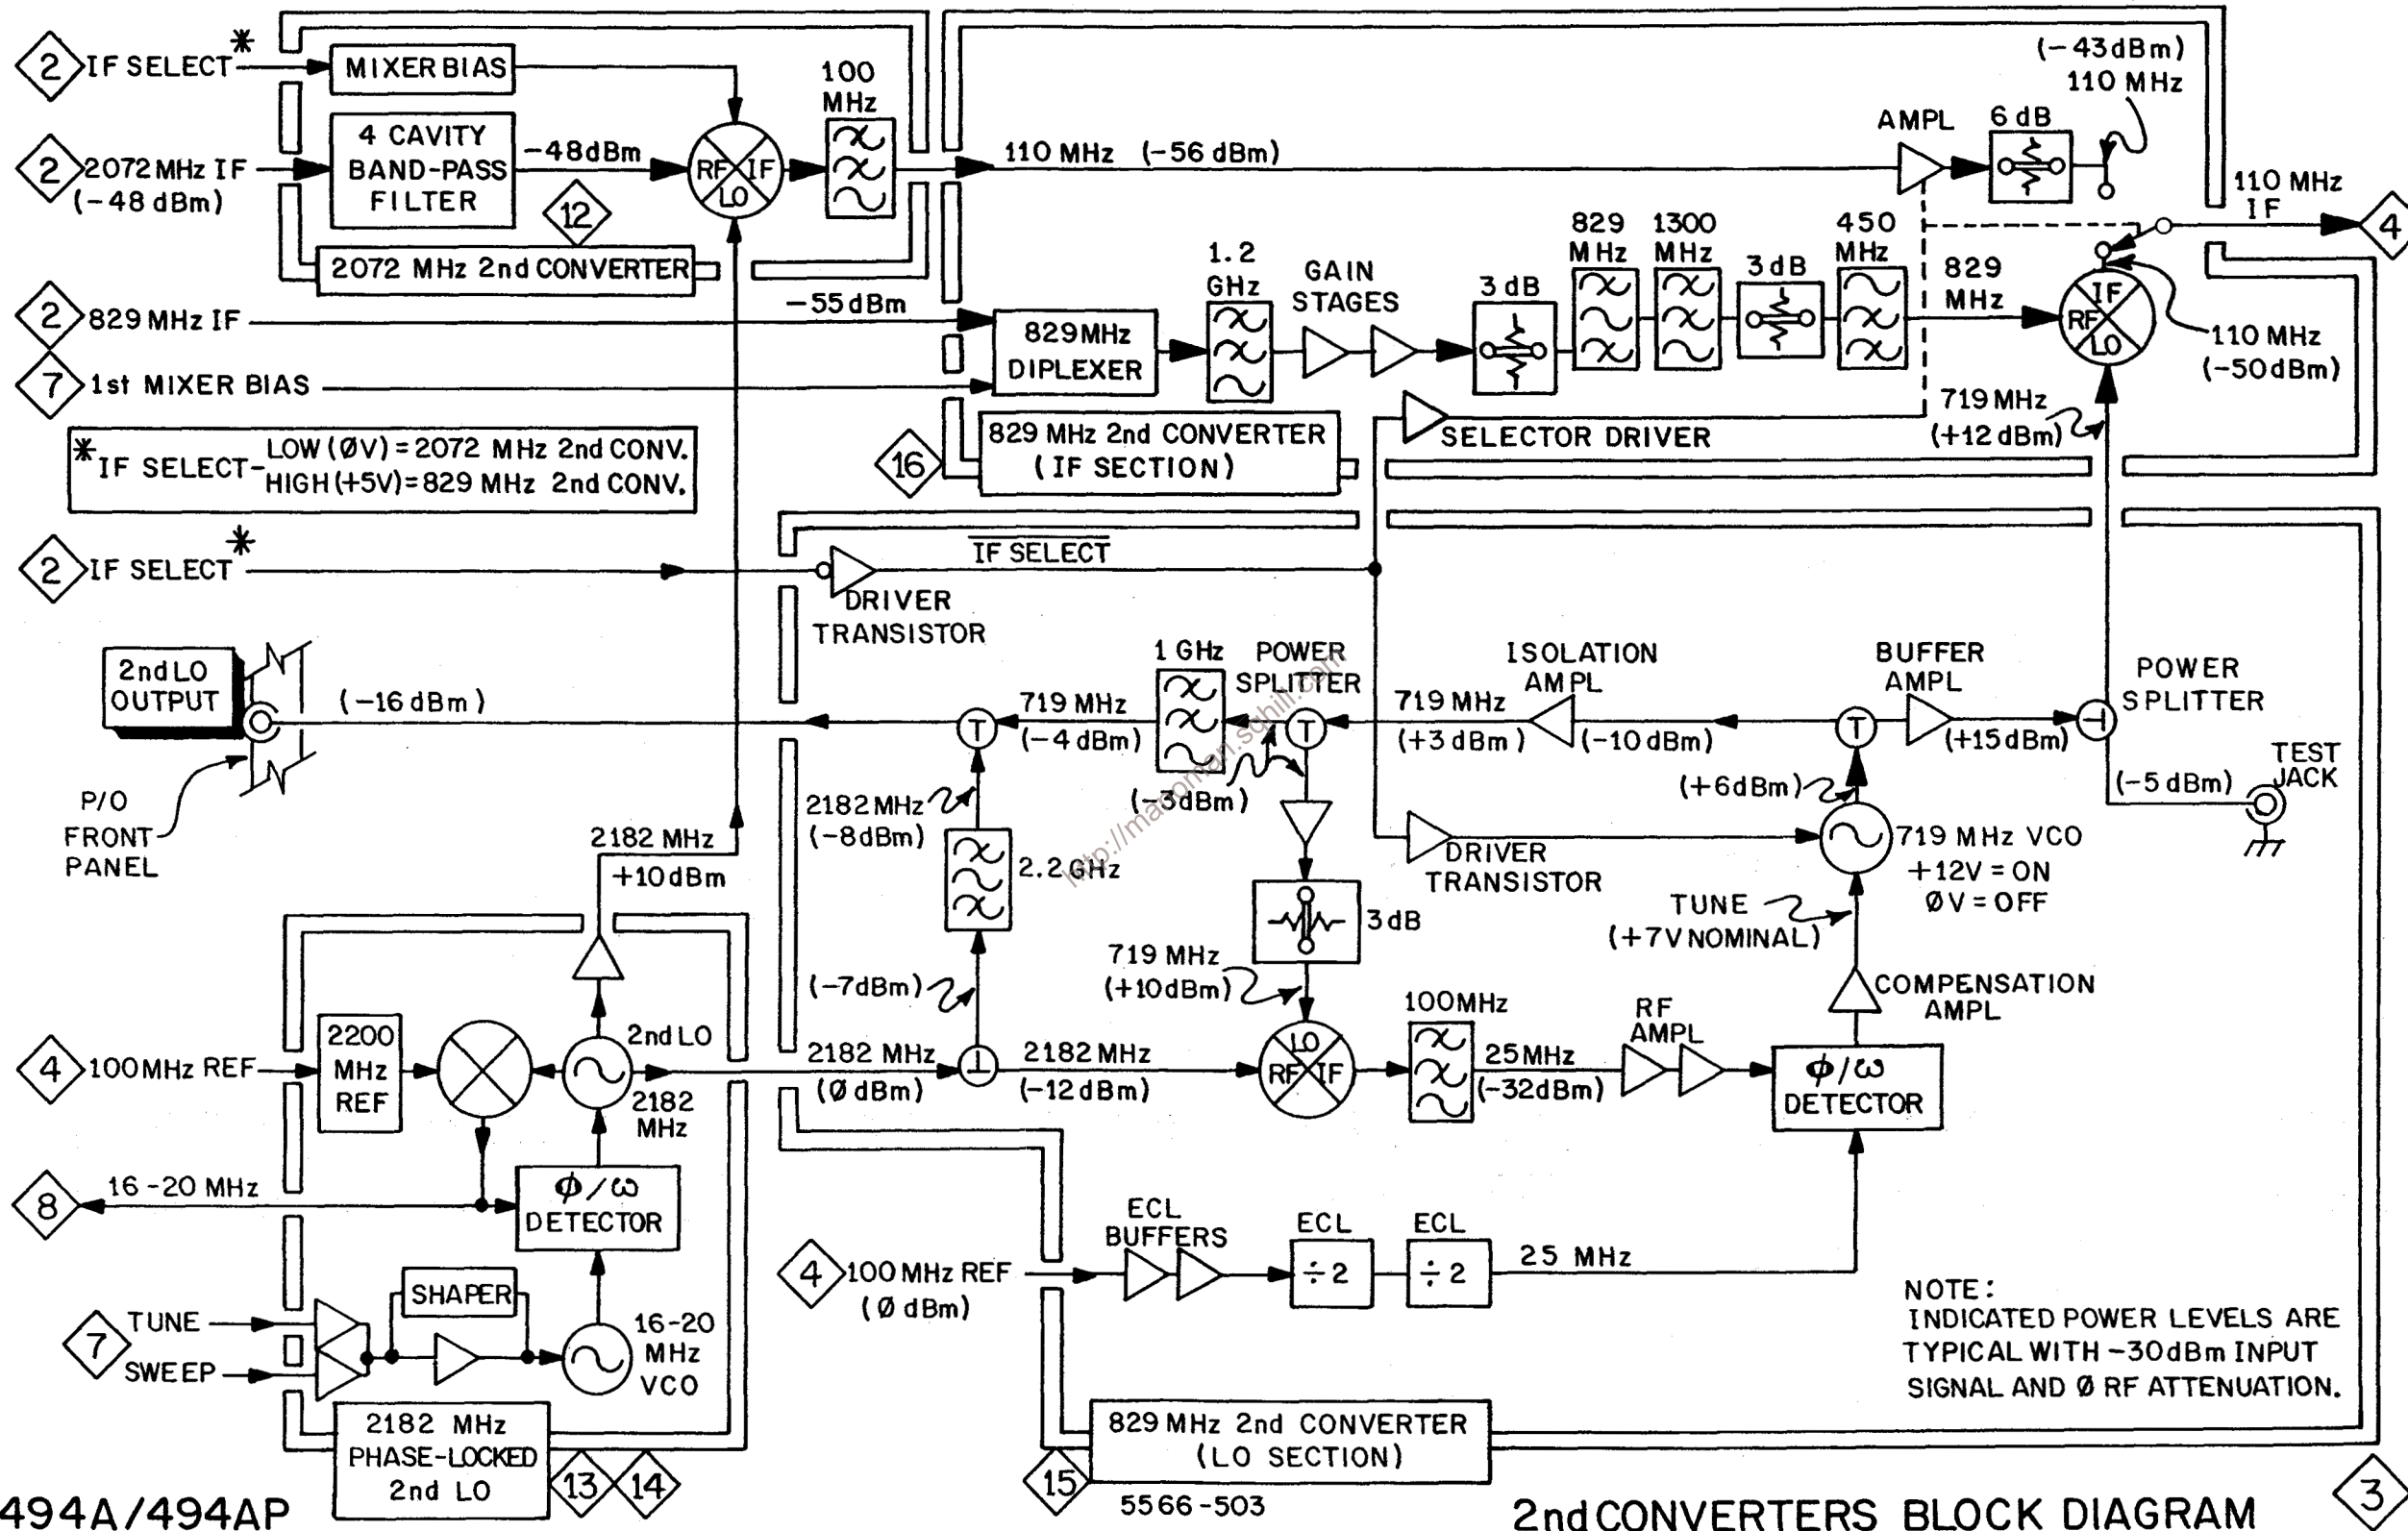 2 IF SELECT*
MIXER BIAS
100
MHz
2 2072 MHz IF
(-48 dBm)
4 CAVITY
BAND-PASS
FILTER
-48dBm
RF IF
LO
12
2072 MHz 2nd CONVERTER
110 MHz (-56 dBm)
AMPL
6 dB
(-43dBm)
110 MHz
110 MHz
IF
4
2 829 MHz IF
-55dBm
7 1st MIXER BIAS
829MHz
DIPLEXER
1.2
GHz
GAIN
STAGES
3 dB
829
MHz
1300
MHz
3 dB
450
MHz
829
MHz
IF
RF
LO
110 MHz
(-50dBm)
719 MHz
(+12 dBm)
SELECTOR DRIVER
16
829 MHz 2nd CONVERTER
(IF SECTION)
*IF SELECT- LOW (ØV) = 2072 MHz 2nd CONV.
HIGH (+5V) = 829 MHz 2nd CONV.
2 IF SELECT*
IF SELECT
DRIVER
TRANSISTOR
2nd LO
OUTPUT
(-16 dBm)
P/O
FRONT
PANEL
T
719 MHz
(-4 dBm)
1 GHz
POWER
SPLITTER
T
(-3dBm)
719 MHz
(+3 dBm)
ISOLATION
AMPL
(-10dBm)
T
BUFFER
AMPL
(+15dBm)
T
POWER
SPLITTER
(-5 dBm)
TEST
JACK
2182 MHz
(-8dBm)
2.2 GHz
(-7dBm)
2182 MHz
+10dBm
DRIVER
TRANSISTOR
(+6dBm)
719 MHz VCO
+12V = ON
ØV = OFF
TUNE
(+7V NOMINAL)
3 dB
719 MHz
(+10dBm)
COMPENSATION
AMPL
4 100MHz REF
2200
MHz
REF
2nd LO
2182
MHz
2182 MHz
(Ø dBm)
T
2182 MHz
(-12 dBm)
LO
RF IF
100MHz
25MHz
(-32dBm)
RF
AMPL
ϕ/ω
DETECTOR
8 16-20 MHz
ϕ/ω
DETECTOR
7 TUNE
SWEEP
SHAPER
16-20
MHz
VCO
4 100 MHz REF
(Ø dBm)
ECL
BUFFERS
ECL
÷2
ECL
÷2
25 MHz
NOTE:
INDICATED POWER LEVELS ARE
TYPICAL WITH -30dBm INPUT
SIGNAL AND Ø RF ATTENUATION.
2182 MHz
PHASE-LOCKED
2nd LO
13 14
15
829 MHz 2nd CONVERTER
(LO SECTION)
5566-503
494A/494AP
2nd CONVERTERS BLOCK DIAGRAM
3